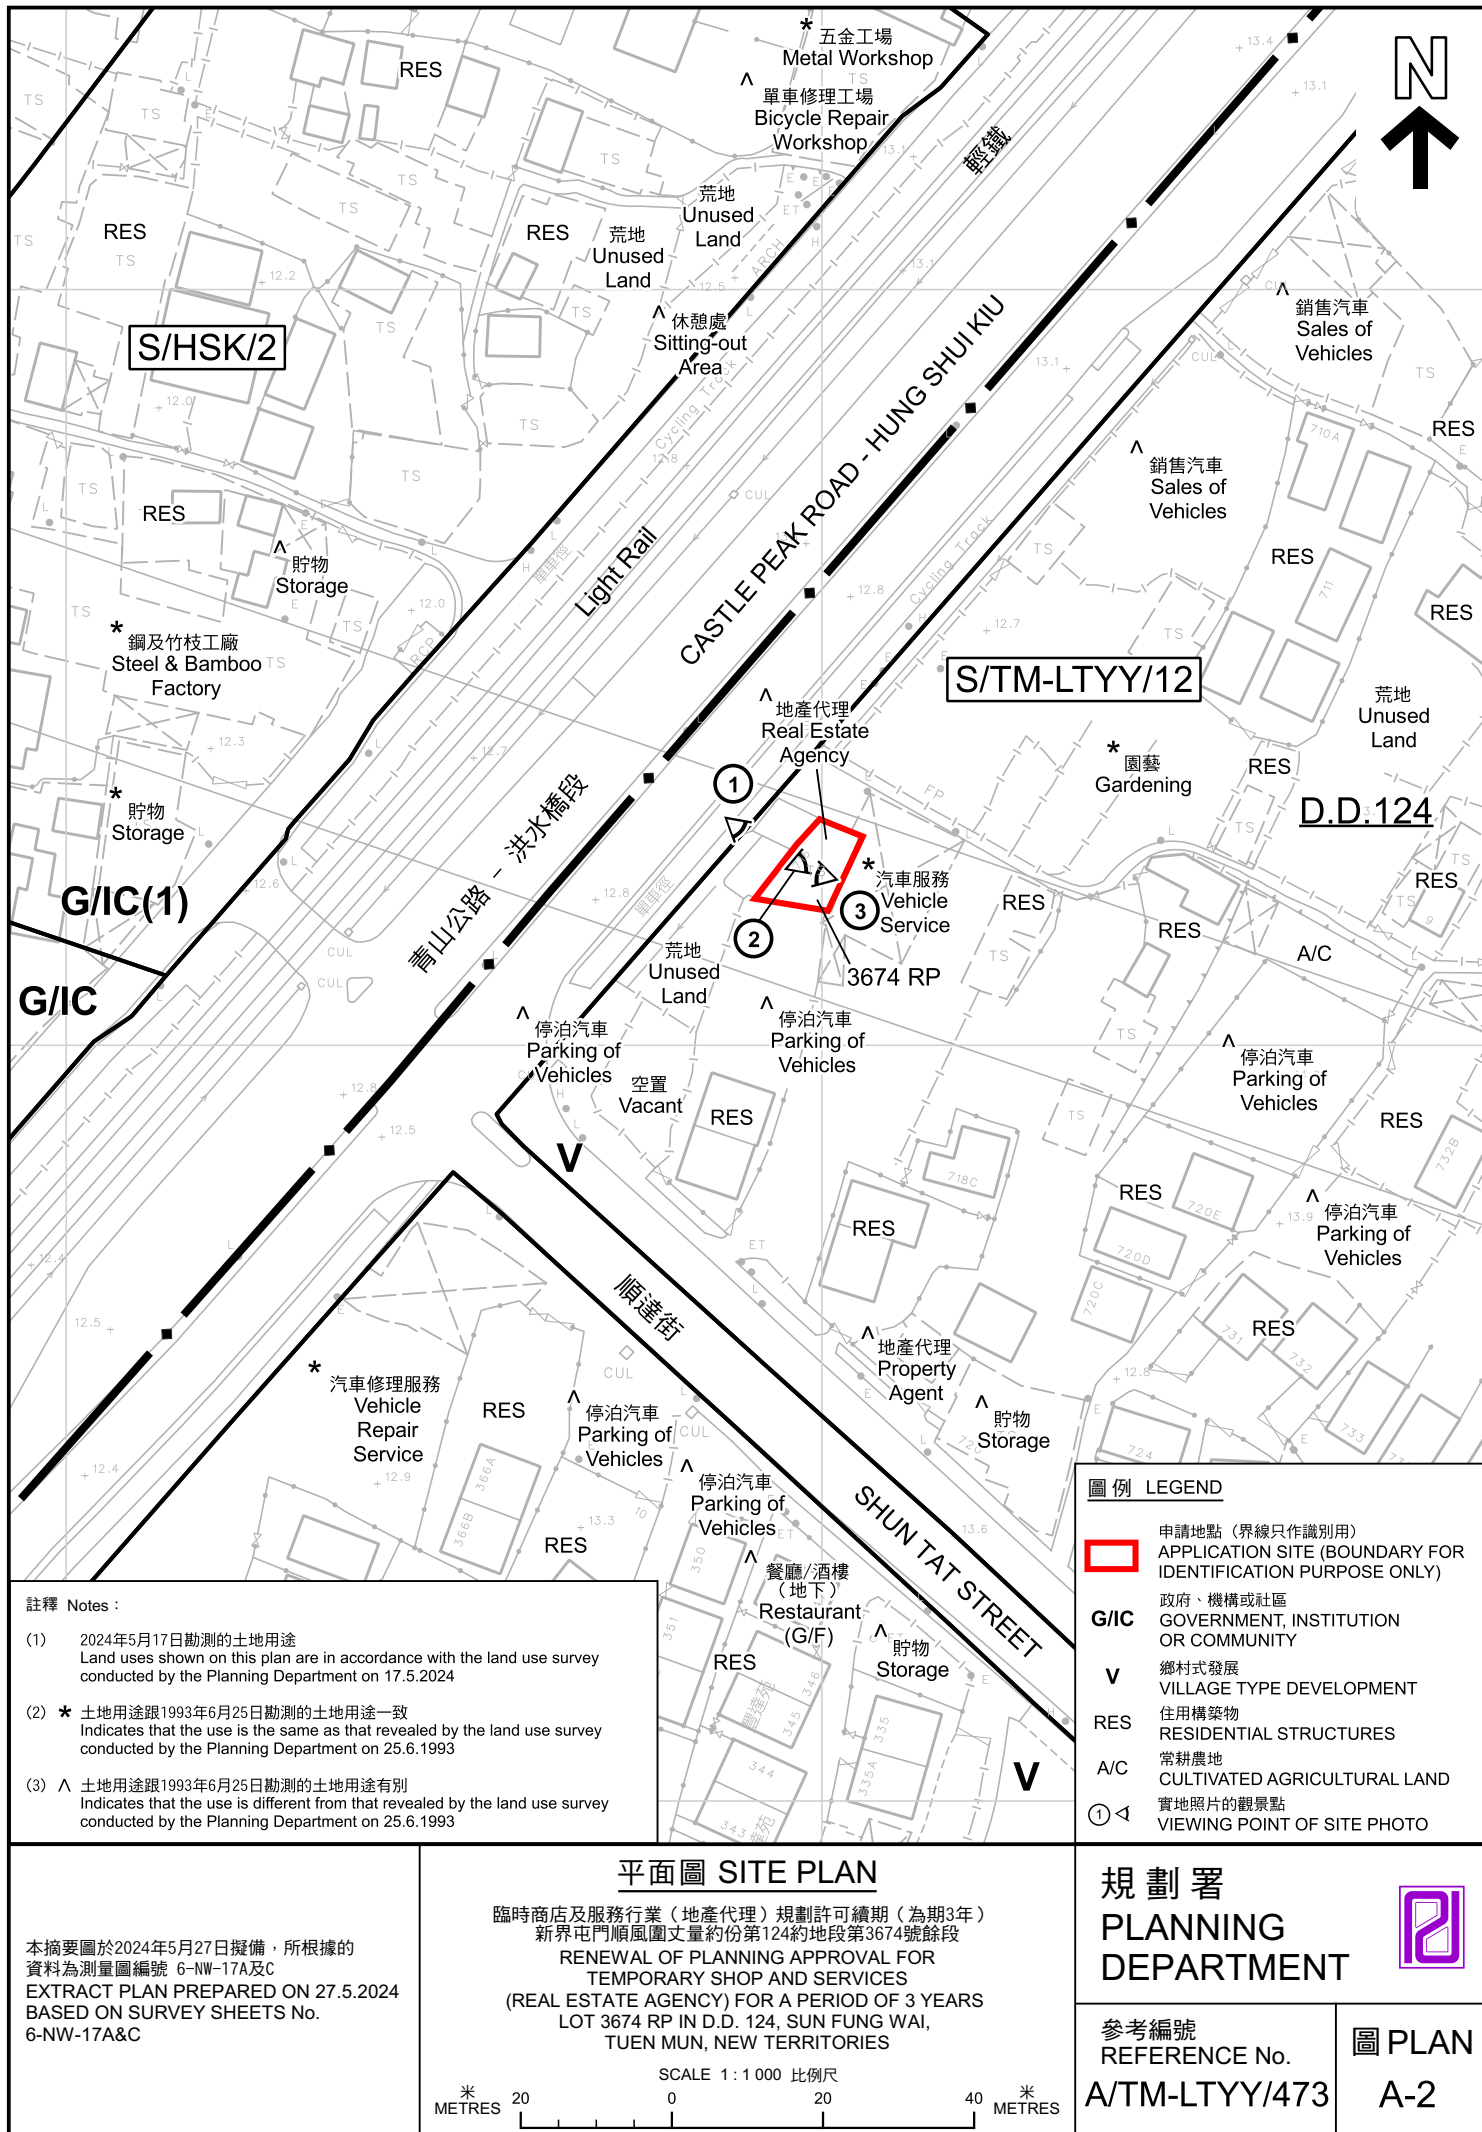 五金工場
Metal Workshop
單車修理工場
Bicycle Repair
Workshop
輕鐵
N
RES
RES
RES
荒地
Unused
Land
荒地
Unused
Land
休憩處
Sitting-out
Area
S/HSK/2
銷售汽車
Sales of
Vehicles
銷售汽車
Sales of
Vehicles
RES
RES
RES
RES
貯物
Storage
Light Rail
CASTLE PEAK ROAD - HUNG SHUI KIU
鋼及竹枝工廠
Steel & Bamboo
Factory
S/TM-LTYY/12
地產代理
Real Estate
Agency
荒地
Unused
Land
園藝
Gardening
RES
D.D.124
貯物
Storage
青山公路 - 洪水橋段
1
2
3
汽車服務
Vehicle
Service
3674 RP
RES
RES
RES
A/C
G/IC(1)
G/IC
荒地
Unused
Land
停泊汽車
Parking of
Vehicles
停泊汽車
Parking of
Vehicles
空置
Vacant
RES
停泊汽車
Parking of
Vehicles
RES
V
RES
RES
停泊汽車
Parking of
Vehicles
順達街
地產代理
Property
Agent
RES
汽車修理服務
Vehicle
Repair
Service
RES
停泊汽車
Parking of
Vehicles
貯物
Storage
停泊汽車
Parking of
Vehicles
RES
SHUN TAT STREET
餐廳/酒樓
(地下)
Restaurant
(G/F)
RES
貯物
Storage
V
註釋 Notes :
(1) 2024年5月17日勘測的土地用途
Land uses shown on this plan are in accordance with the land use survey
conducted by the Planning Department on 17.5.2024
(2) * 土地用途跟1993年6月25日勘測的土地用途一致
Indicates that the use is the same as that revealed by the land use survey
conducted by the Planning Department on 25.6.1993
(3) ^ 土地用途跟1993年6月25日勘測的土地用途有別
Indicates that the use is different from that revealed by the land use survey
conducted by the Planning Department on 25.6.1993
圖例 LEGEND
申請地點 (界線只作識別用)
APPLICATION SITE (BOUNDARY FOR
IDENTIFICATION PURPOSE ONLY)
G/IC 政府、機構或社區
GOVERNMENT, INSTITUTION
OR COMMUNITY
V 鄉村式發展
VILLAGE TYPE DEVELOPMENT
RES 住用構築物
RESIDENTIAL STRUCTURES
A/C 常耕農地
CULTIVATED AGRICULTURAL LAND
1 實地照片的觀景點
VIEWING POINT OF SITE PHOTO
本摘要圖於2024年5月27日擬備,所根據的
資料為測量圖編號 6-NW-17A及C
EXTRACT PLAN PREPARED ON 27.5.2024
BASED ON SURVEY SHEETS No.
6-NW-17A&C
平面圖 SITE PLAN
臨時商店及服務行業(地產代理)規劃許可續期(為期3年)
新界屯門順風圍丈量約份第124約地段第3674號餘段
RENEWAL OF PLANNING APPROVAL FOR
TEMPORARY SHOP AND SERVICES
(REAL ESTATE AGENCY) FOR A PERIOD OF 3 YEARS
LOT 3674 RP IN D.D. 124, SUN FUNG WAI,
TUEN MUN, NEW TERRITORIES
SCALE 1 : 1 000 比例尺
米 METRES 20 0 20 40 米 METRES
規劃署
PLANNING
DEPARTMENT
參考編號
REFERENCE No.
A/TM-LTYY/473
圖 PLAN
A-2